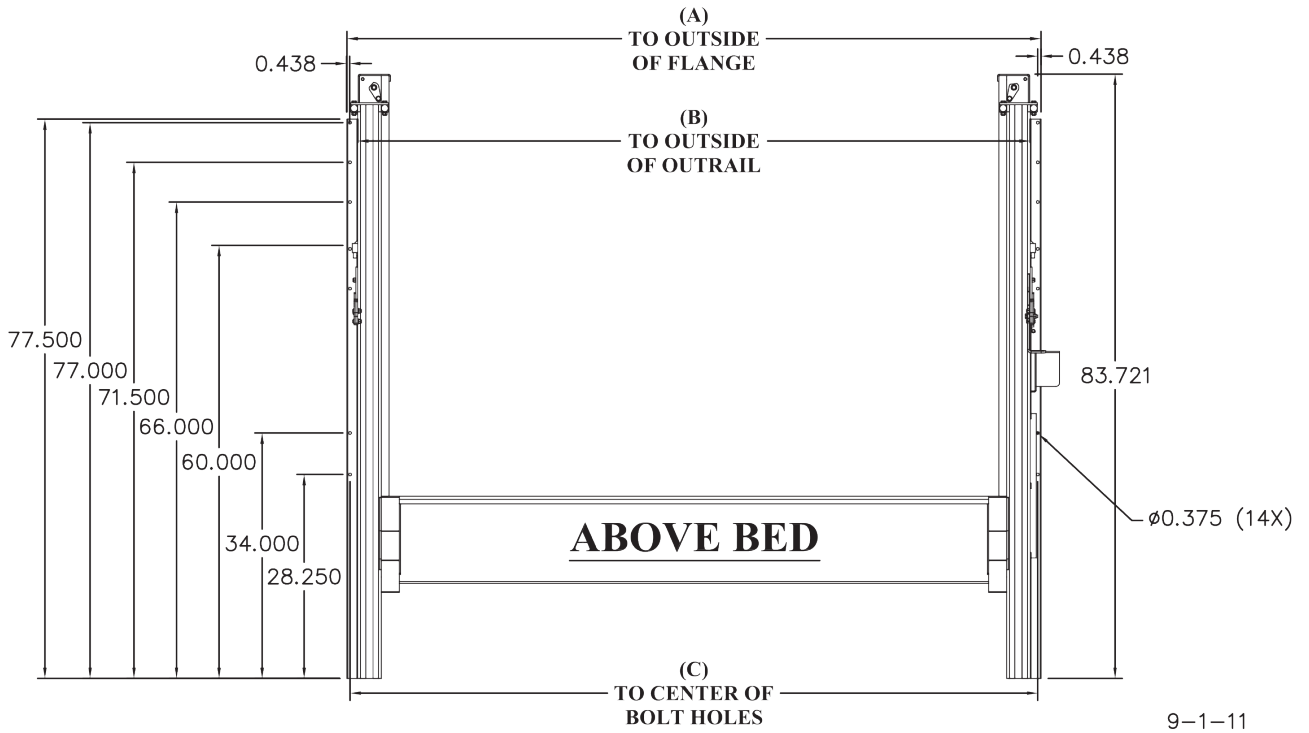 (A)
TO OUTSIDE
OF FLANGE
0.438
0.438
(B)
TO OUTSIDE
OF OUTRAIL
77.500
77.000
71.500
66.000
60.000
34.000
28.250
83.721
ø0.375 (14X)
ABOVE BED
(C)
TO CENTER OF
BOLT HOLES
9-1-11